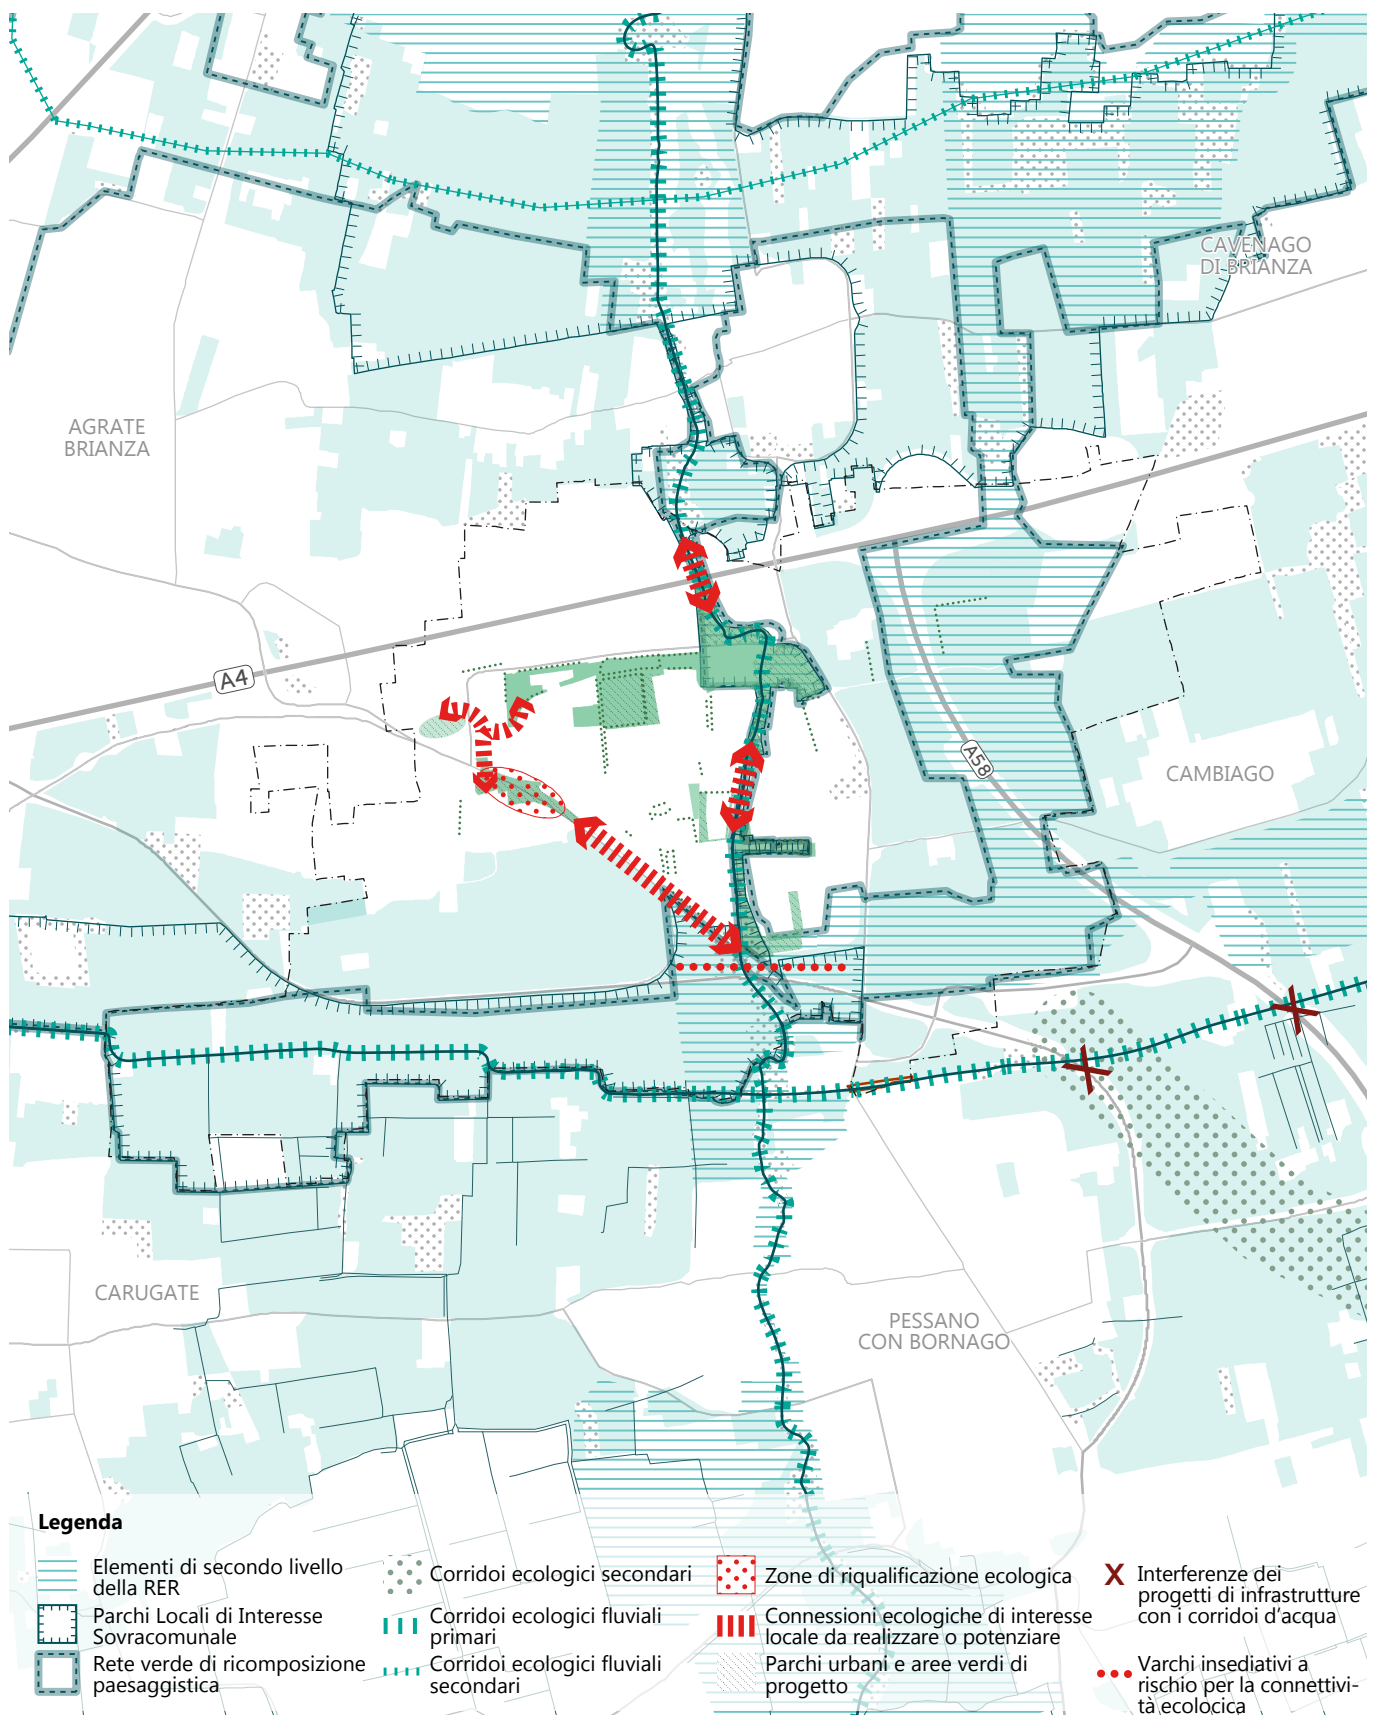 CAVENAGO
DI BRIANZA
AGRATE
BRIANZA
A4
A58
CAMBIAGO
CARUGATE
PESSANO
CON BORNAGO
Legenda
Elementi di secondo livello
della RER
Parchi Locali di Interesse
Sovracomunale
Rete verde di ricomposizione
paesaggistica
Corridoi ecologici secondari
Corridoi ecologici fluviali
primari
Corridoi ecologici fluviali
secondari
Zone di riqualificazione ecologica
Connessioni ecologiche di interesse
locale da realizzare o potenziare
Parchi urbani e aree verdi di
progetto
Interferenze dei
progetti di infrastrutture
con i corridoi d'acqua
Varchi insediativi a
rischio per la connettivi-
tà ecolocica